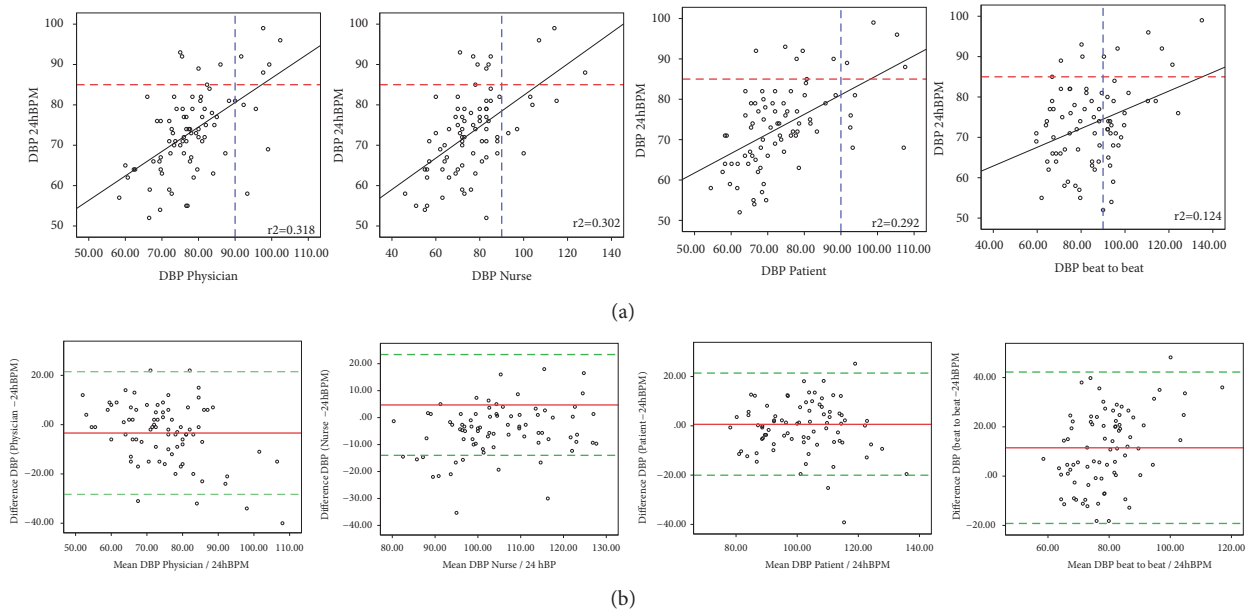 100
90
80
70
60
50
DBP 24hBPM
r2=0.318
50.00 60.00 70.00 80.00 90.00 100.00 110.00
DBP Physician
100
90
80
70
60
50
DBP 24hBPM
r2=0.302
40 60 80 100 120 140
DBP Nurse
100
90
80
70
60
50
DBP 24hBPM
r2=0.292
50.00 60.00 70.00 80.00 90.00 100.00 110.00
DBP Patient
100
90
80
70
60
50
DBP 24hBPM
r2=0.124
40.00 60.00 80.00 100.00 120.00 140.00
DBP beat to beat
(a)
20.00
.00
−20.00
−40.00
Difference DBP (Physician −24hBPM)
50.00 60.00 70.00 80.00 90.00 100.00 110.00
Mean DBP Physician / 24hBPM
20.00
10.00
.00
−10.00
−20.00
−30.00
−40.00
Difference DBP (Nurse −24hBPM)
80.00 90.00 100.00 110.00 120.00 130.00
Mean DBP Nurse / 24 hBP
20.00
.00
−20.00
−40.00
Difference DBP (Patient −24hBPM)
80.00 100.00 120.00 140.00
Mean DBP Patient / 24hBPM
40.00
20.00
.00
−20.00
Difference DBP (beat to beat −24hBPM
60.00 80.00 100.00 120.00
Mean DBP beat to beat / 24hBPM
(b)